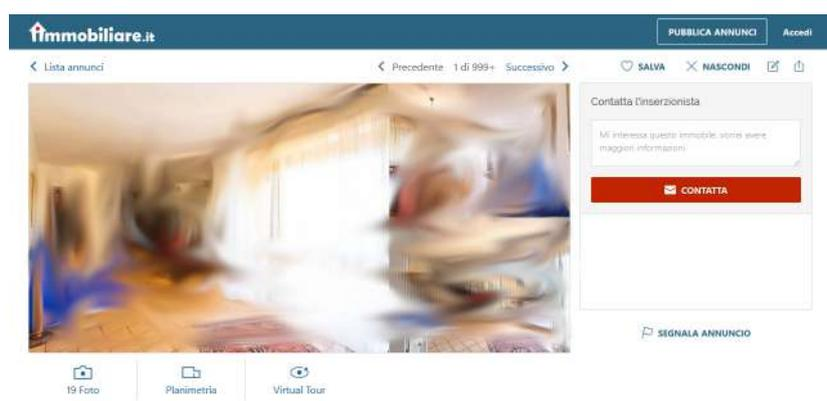 immobiliare.it
PUBBLICA ANNUNCI
Accedi
Lista annunci
Precedente 1 di 999+ Successivo
SALVA
NASCONDI
Contatta l'inserzionista
Mi interessa questo immobile, vorrei avere
maggiori informazioni
CONTATTA
SEGNALA ANNUNCIO
19 Foto
Planimetria
Virtual Tour